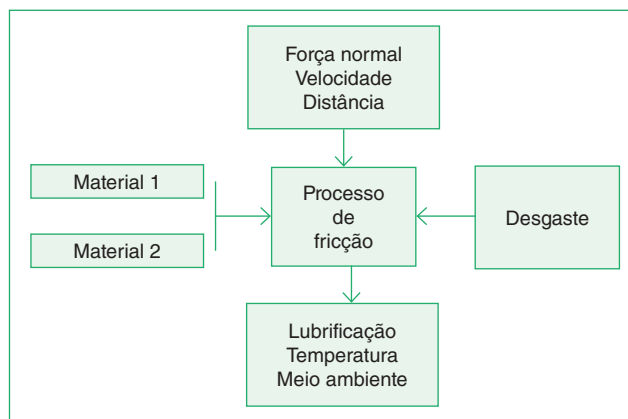 Força normal
Velocidade
Distância
Material 1
Material 2
Processo
de
fricção
Desgaste
Lubrificação
Temperatura
Meio ambiente